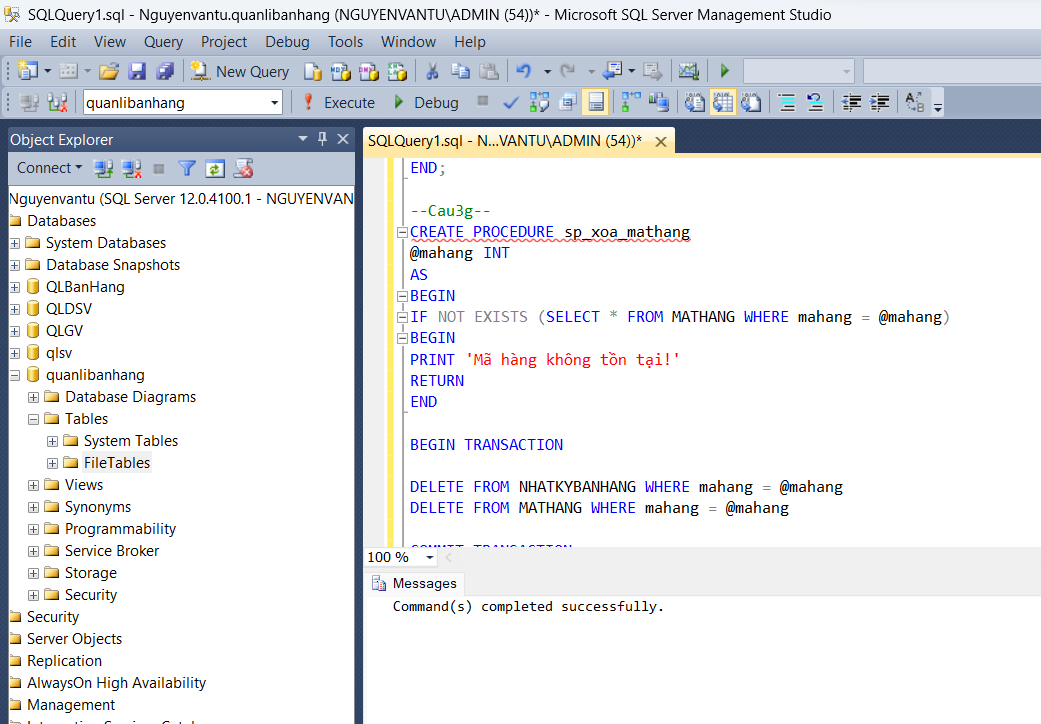 SQLQuery1.sql - Nguyenvantu.quanlibanhang (NGUYENVANTU\ADMIN (54))* - Microsoft SQL Server Management Studio
File Edit View Query Project Debug Tools Window Help
New Query
quanlibanhang Execute Debug
Object Explorer
Connect
Nguyenvantu (SQL Server 12.0.4100.1 - NGUYENVAN
Databases
System Databases
Database Snapshots
QLBanHang
QLDSV
QLGV
qlsv
quanlibanhang
Database Diagrams
Tables
System Tables
FileTables
Views
Synonyms
Programmability
Service Broker
Storage
Security
Security
Server Objects
Replication
AlwaysOn High Availability
Management
SQLQuery1.sql - N...VANTU\ADMIN (54))*
END;
--Cau3g--
CREATE PROCEDURE sp_xoa_mathang
@mahang INT
AS
BEGIN
IF NOT EXISTS (SELECT * FROM MATHANG WHERE mahang = @mahang)
BEGIN
PRINT 'Mã hàng không tồn tại!'
RETURN
END
BEGIN TRANSACTION
DELETE FROM NHATKYBANHANG WHERE mahang = @mahang
DELETE FROM MATHANG WHERE mahang = @mahang
100 %
Messages
Command(s) completed successfully.